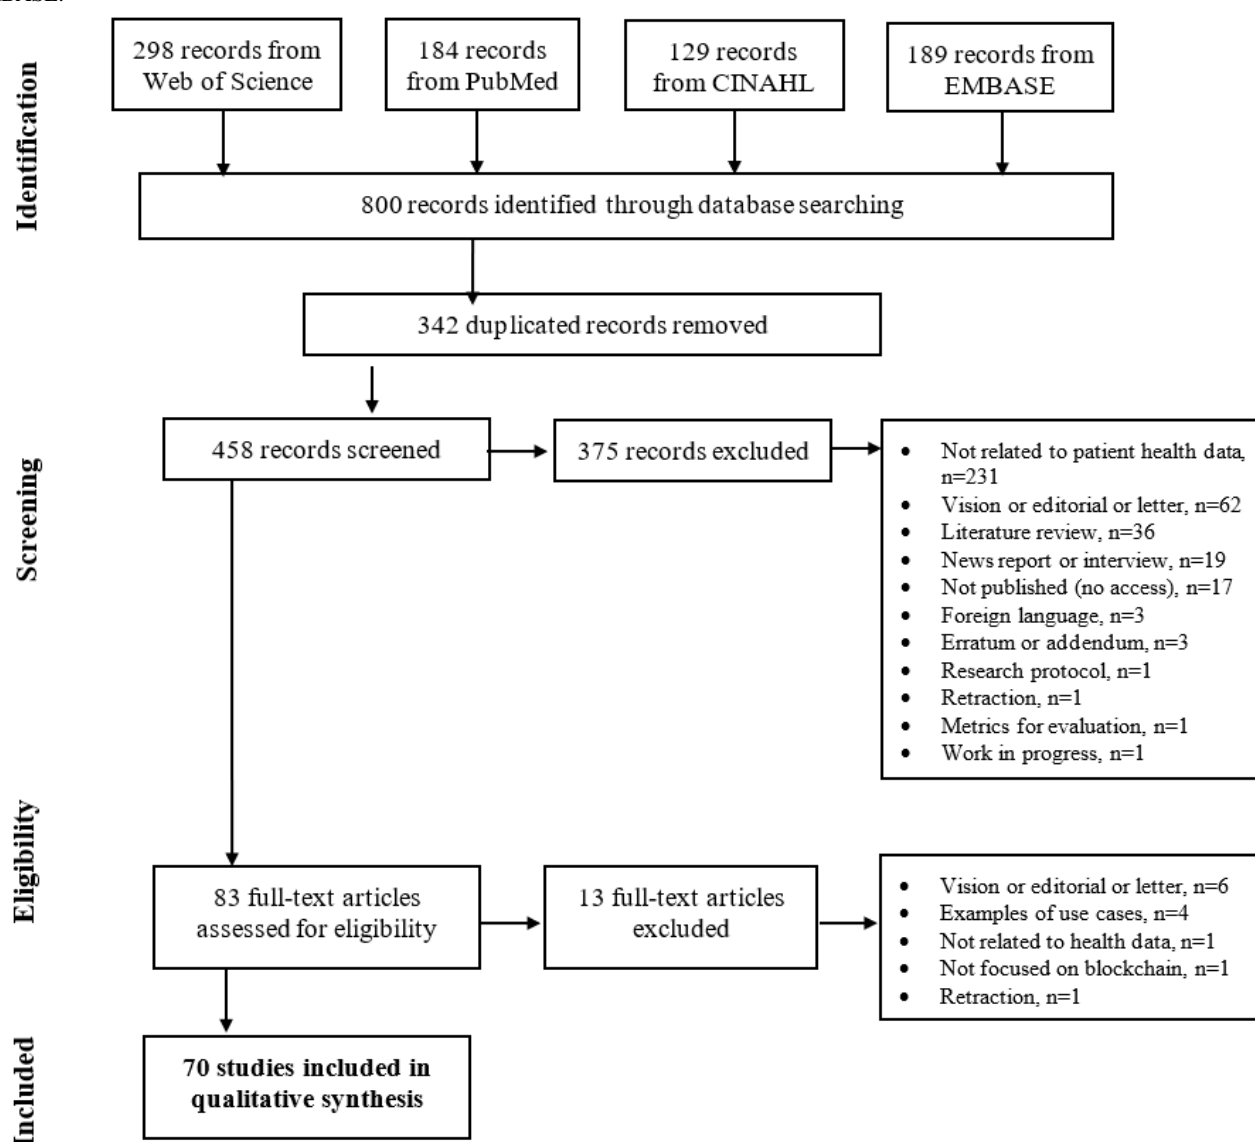 298 records from
Web of Science
184 records
from PubMed
129 records
from CINAHL
189 records from
EMBASE
Identification
800 records identified through database searching
342 duplicated records removed
Screening
458 records screened
375 records excluded
• Not related to patient health data,
n=231
• Vision or editorial or letter, n=62
• Literature review, n=36
• News report or interview, n=19
• Not published (no access), n=17
• Foreign language, n=3
• Erratum or addendum, n=3
• Research protocol, n=1
• Retraction, n=1
• Metrics for evaluation, n=1
• Work in progress, n=1
Eligibility
83 full-text articles
assessed for eligibility
13 full-text articles
excluded
• Vision or editorial or letter, n=6
• Examples of use cases, n=4
• Not related to health data, n=1
• Not focused on blockchain, n=1
• Retraction, n=1
Included
70 studies included in
qualitative synthesis